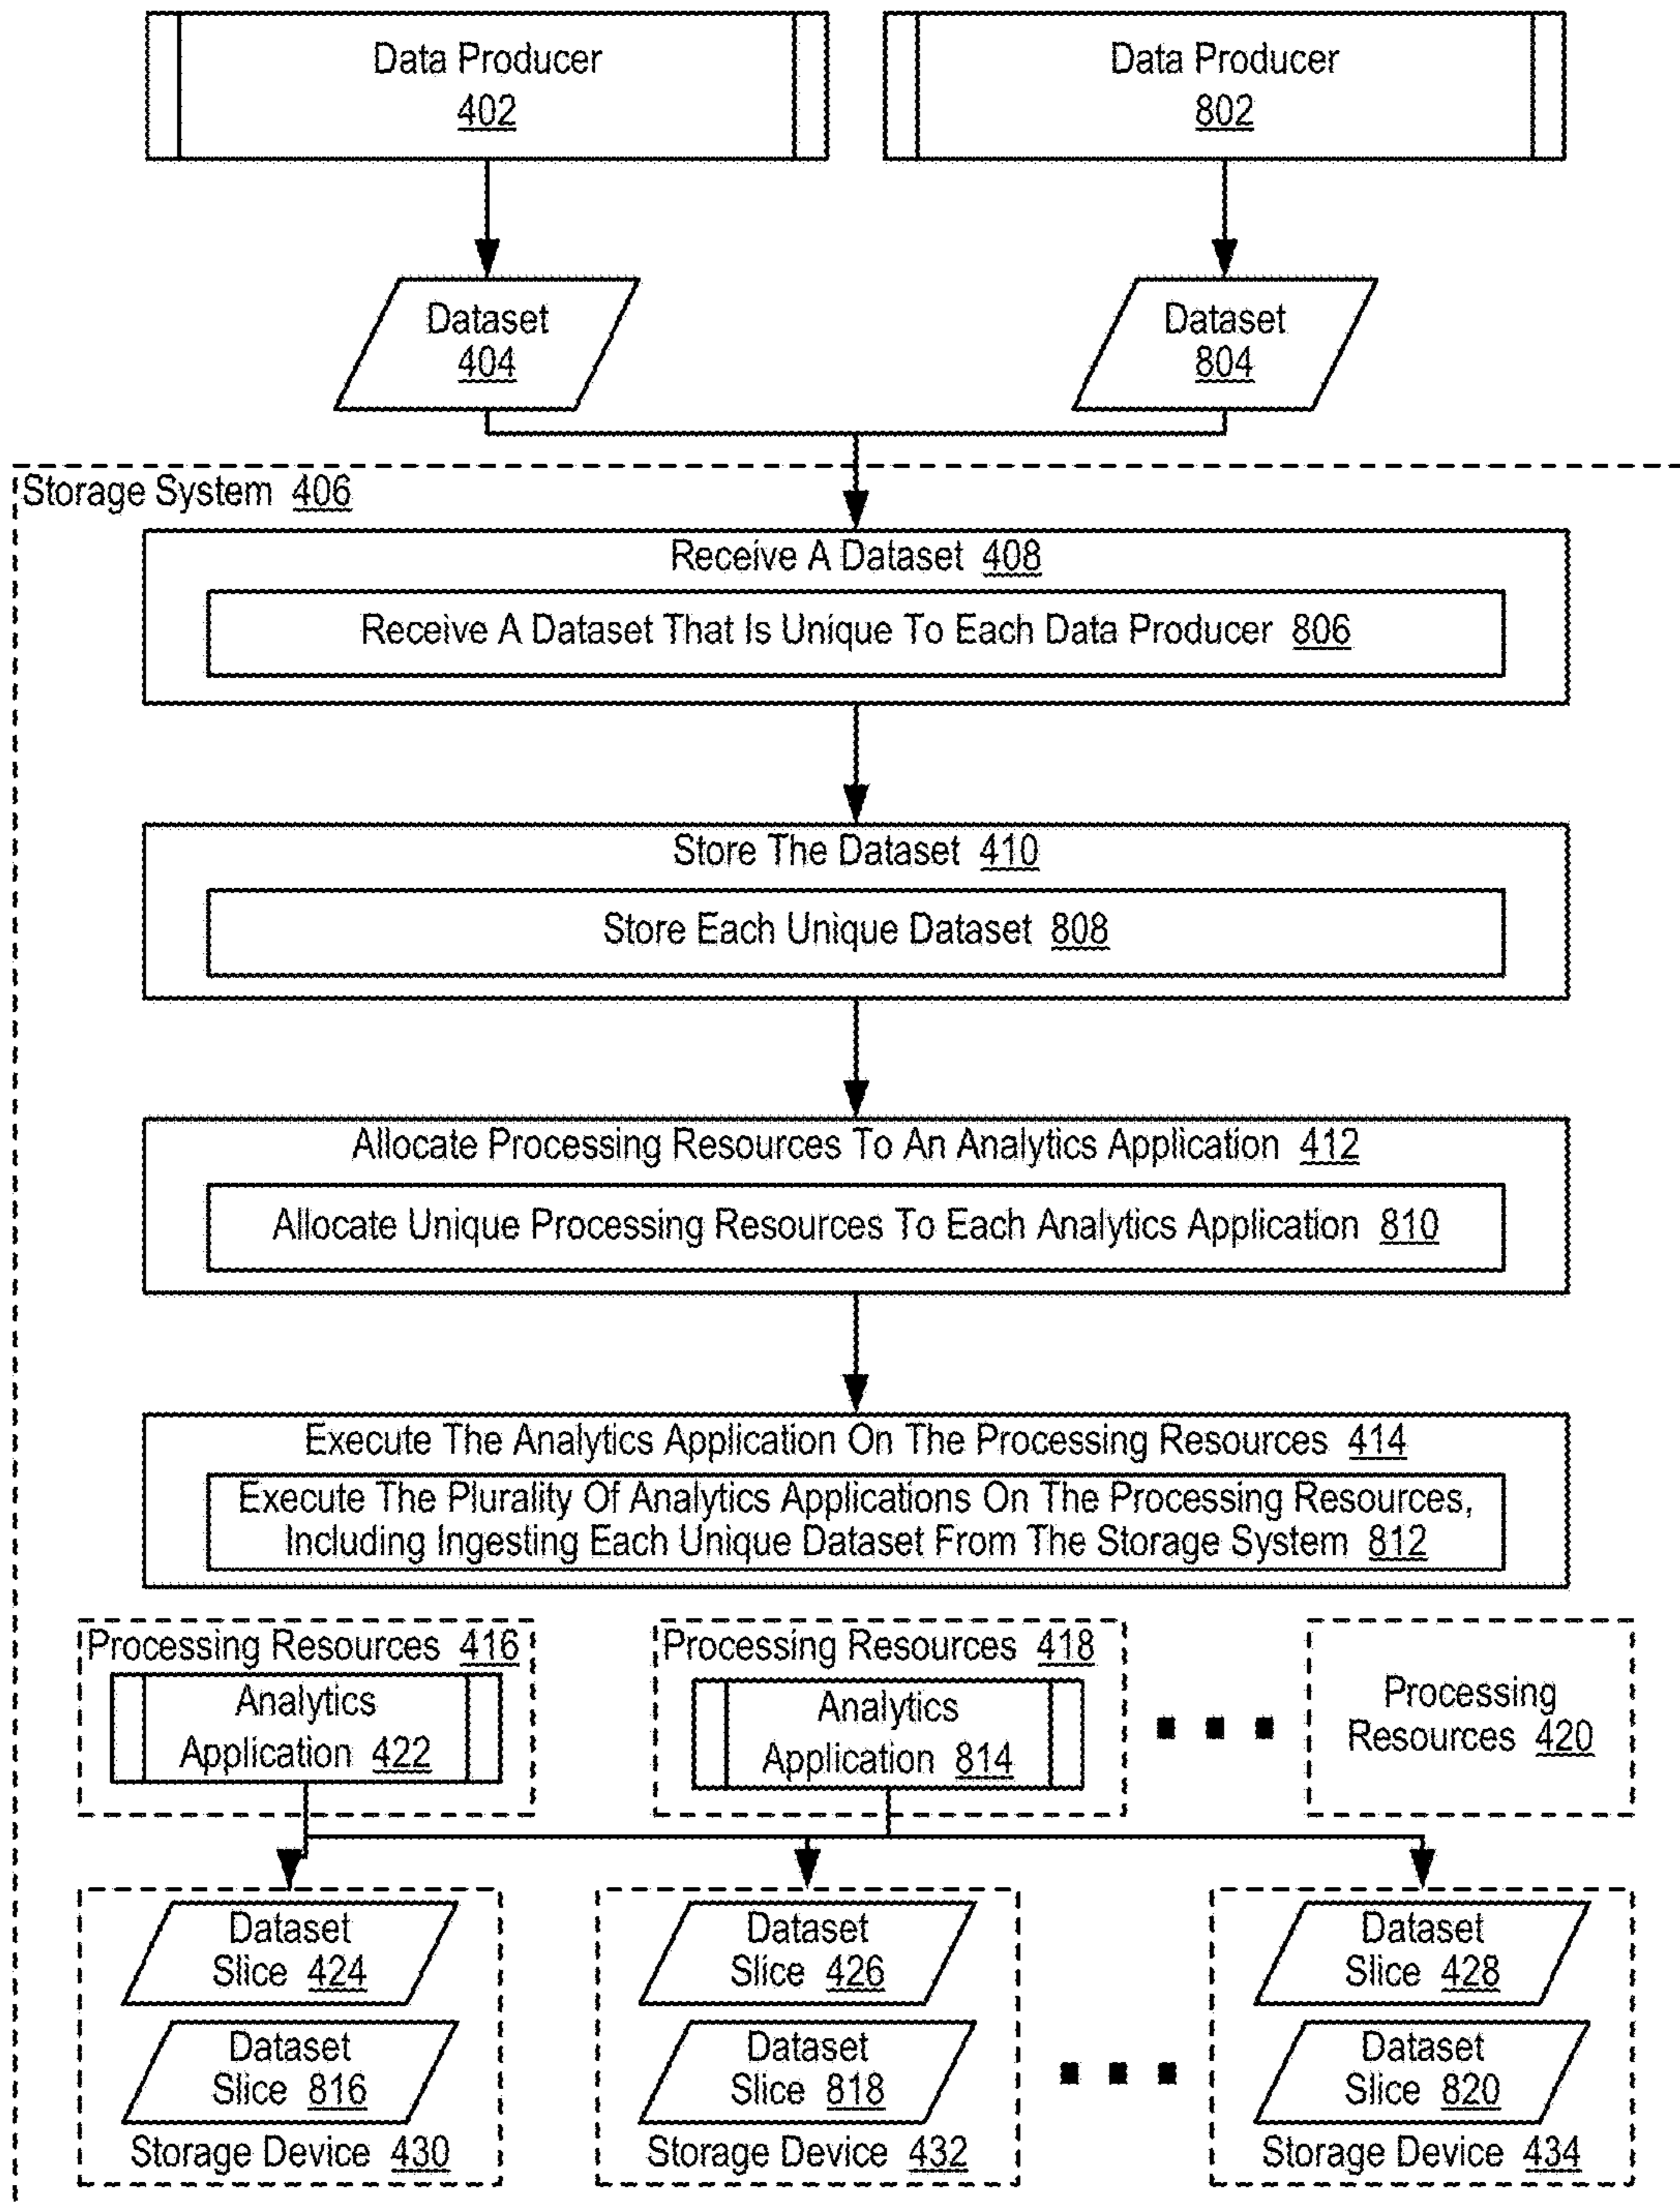 Data Producer
402
Data Producer
802
Dataset
404
Dataset
804
Storage System 406
Receive A Dataset 408
Receive A Dataset That Is Unique To Each Data Producer 806
Store The Dataset 410
Store Each Unique Dataset 808
Allocate Processing Resources To An Analytics Application 412
Allocate Unique Processing Resources To Each Analytics Application 810
Execute The Analytics Application On The Processing Resources 414
Execute The Plurality Of Analytics Applications On The Processing Resources,
Including Ingesting Each Unique Dataset From The Storage System 812
Processing Resources 416
Analytics
Application 422
Processing Resources 418
Analytics
Application 814
Processing
Resources 420
Dataset
Slice 424
Dataset
Slice 816
Storage Device 430
Dataset
Slice 426
Dataset
Slice 818
Storage Device 432
Dataset
Slice 428
Dataset
Slice 820
Storage Device 434